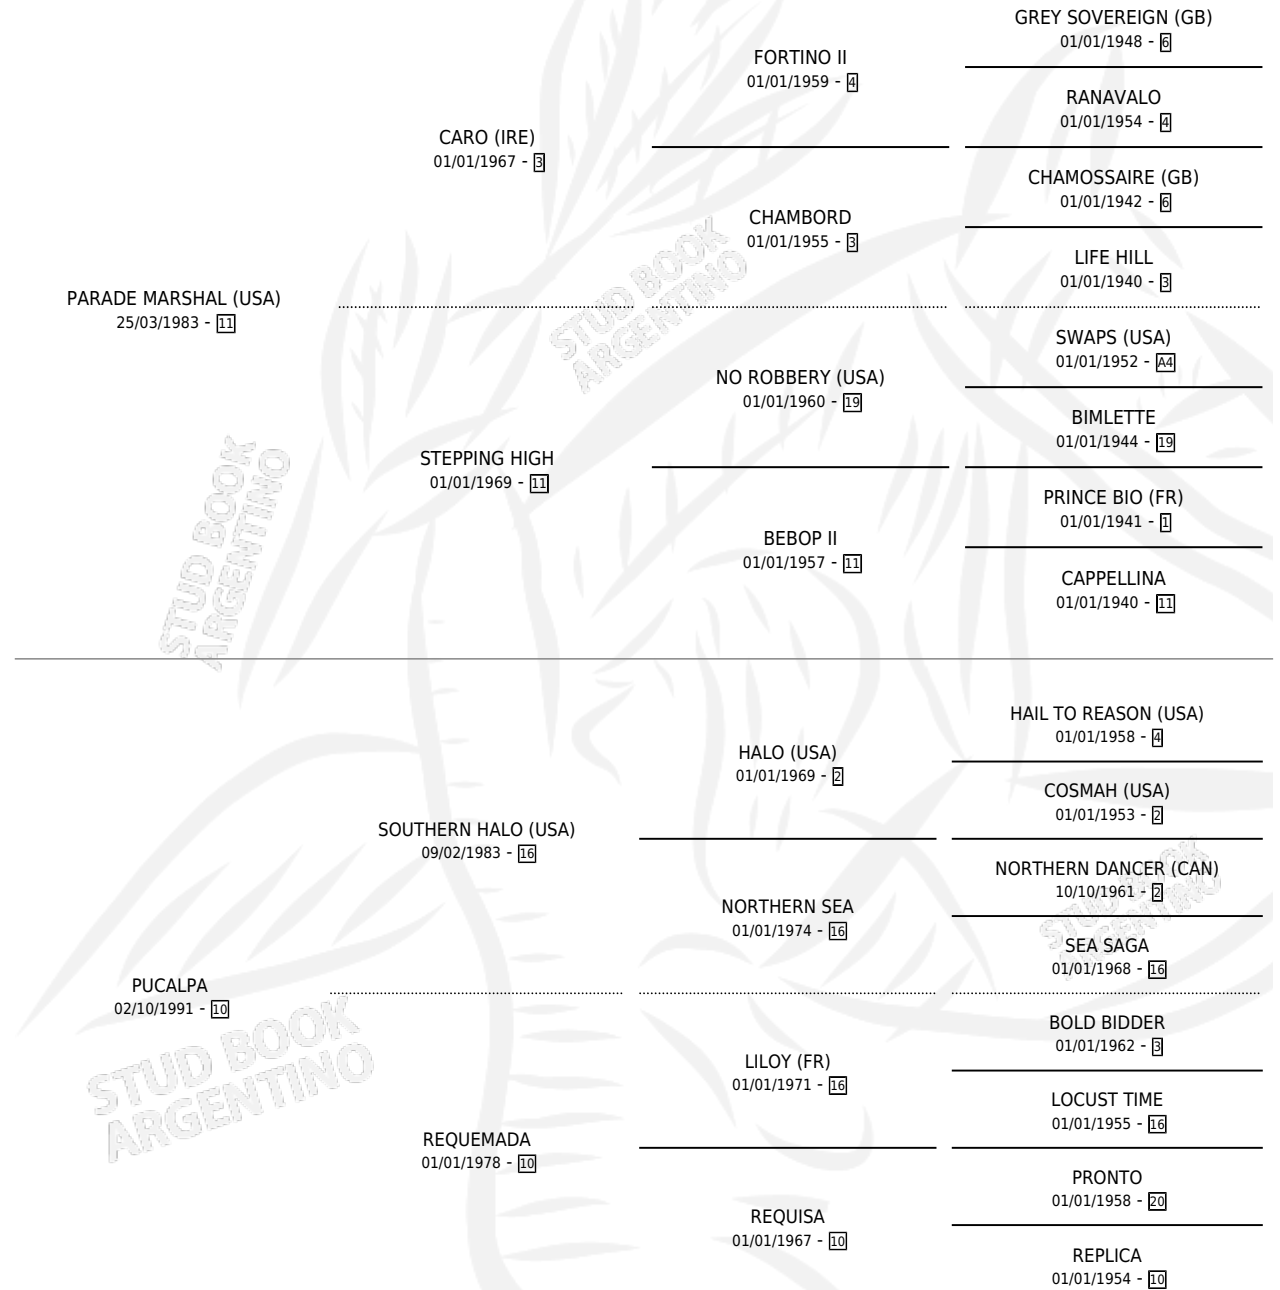 GREY SOVEREIGN (GB)
01/01/1948 - 6
FORTINO II
01/01/1959 - 4
RANAVALO
01/01/1954 - 4
CARO (IRE)
01/01/1967 - 3
CHAMOSSAIRE (GB)
01/01/1942 - 6
CHAMBORD
01/01/1955 - 3
LIFE HILL
01/01/1940 - 3
PARADE MARSHAL (USA)
25/03/1983 - 11
SWAPS (USA)
01/01/1952 - A4
NO ROBBERY (USA)
01/01/1960 - 19
BIMLETTE
01/01/1944 - 19
STEPPING HIGH
01/01/1969 - 11
PRINCE BIO (FR)
01/01/1941 - 1
BEBOP II
01/01/1957 - 11
CAPPELLINA
01/01/1940 - 11
HAIL TO REASON (USA)
01/01/1958 - 4
HALO (USA)
01/01/1969 - 2
COSMAH (USA)
01/01/1953 - 2
SOUTHERN HALO (USA)
09/02/1983 - 16
NORTHERN DANCER (CAN)
10/10/1961 - 2
NORTHERN SEA
01/01/1974 - 16
SEA SAGA
01/01/1968 - 16
PUCALPA
02/10/1991 - 10
BOLD BIDDER
01/01/1962 - 3
LILOY (FR)
01/01/1971 - 16
LOCUST TIME
01/01/1955 - 16
REQUEMADA
01/01/1978 - 10
PRONTO
01/01/1958 - 20
REQUISA
01/01/1967 - 10
REPLICA
01/01/1954 - 10
STUD BOOK
ARGENTINO
STUD BOOK
ARGENTINO
STUD BOOK
ARGENTINO
STUD BOOK
ARGENTINO